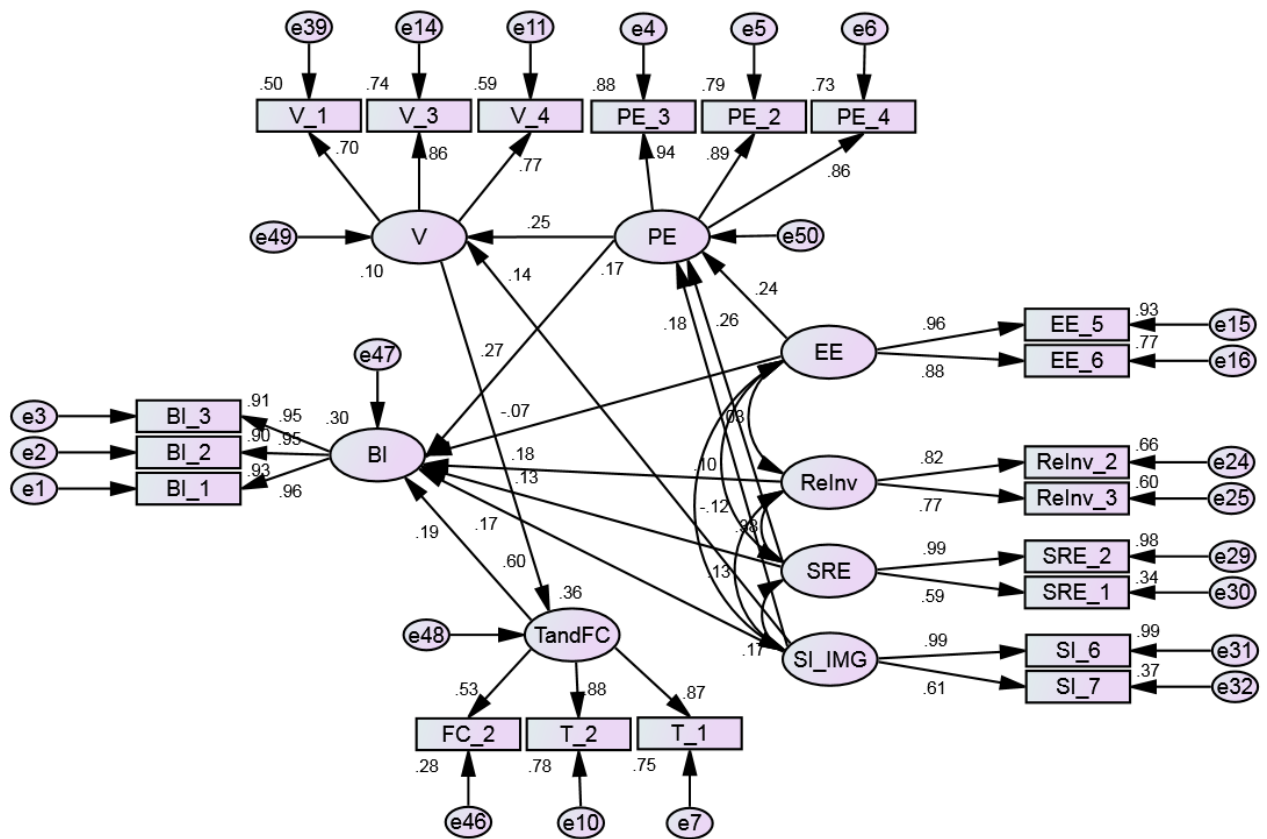 e39 e14 e11 e4 e5 e6
.50 .74 .59 .88 .79 .73
V_1 V_3 V_4 PE_3 PE_2 PE_4
.70 .86 .77 .94 .89 .86
e49 V .25 PE e50
.10 .14 .17
.24
.18 .26
.96 EE_5 .93 e15
EE
.88 EE_6 .77 e16
.27
e47
-.07 .03
e3 BI_3 .91 .95 .30
e2 BI_2 .90 .95 BI
e1 BI_1 .93 .96
.18 .10
.13
.82 ReInv_2 .66 e24
ReInv
.77 ReInv_3 .60 e25
.19 .17 -.12
.60 .13
.99 SRE_2 .98 e29
SRE
.59 SRE_1 .34 e30
.36
e48 TandFC
.17
.99 SI_6 .99 e31
SI_IMG
.61 SI_7 .37 e32
.53 .88 .87
FC_2 T_2 T_1
.28 .78 .75
e46 e10 e7